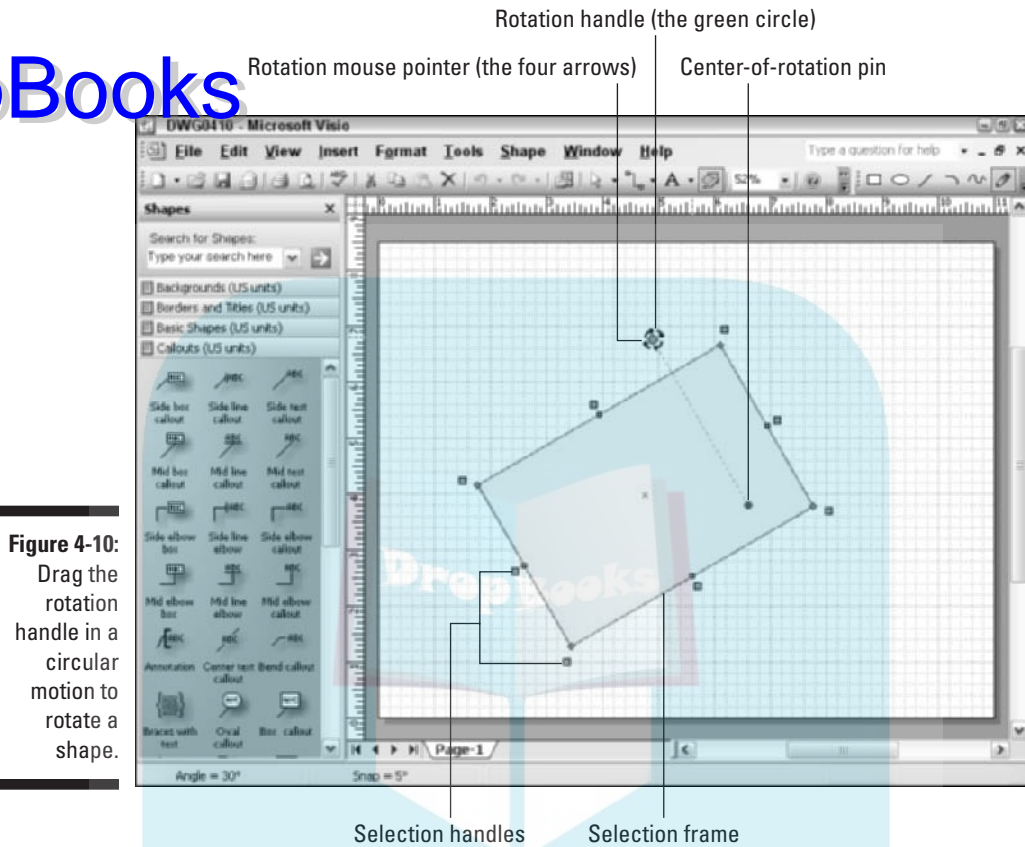 Rotation handle (the green circle)
Rotation mouse pointer (the four arrows)
Center-of-rotation pin
oBooks
DWG0410 - Microsoft Visio
File Edit View Insert Format Tools Shape Window Help
Type a question for help
52%
Shapes
Search for Shapes:
Type your search here
Backgrounds (US units)
Borders and Titles (US units)
Basic Shapes (US units)
Callouts (US units)
Side box callout
Side line callout
Side text callout
Mid box callout
Mid line callout
Mid text callout
Side elbow box
Side line elbow
Side elbow callout
Mid elbow box
Mid line elbow
Mid elbow callout
Annotation
Center text callout
Bend callout
Braces with text
Oval callout
Box callout
DropBooks
Page-1
Angle = 30°
Snap = 5°
Figure 4-10:
Drag the
rotation
handle in a
circular
motion to
rotate a
shape.
Selection handles
Selection frame